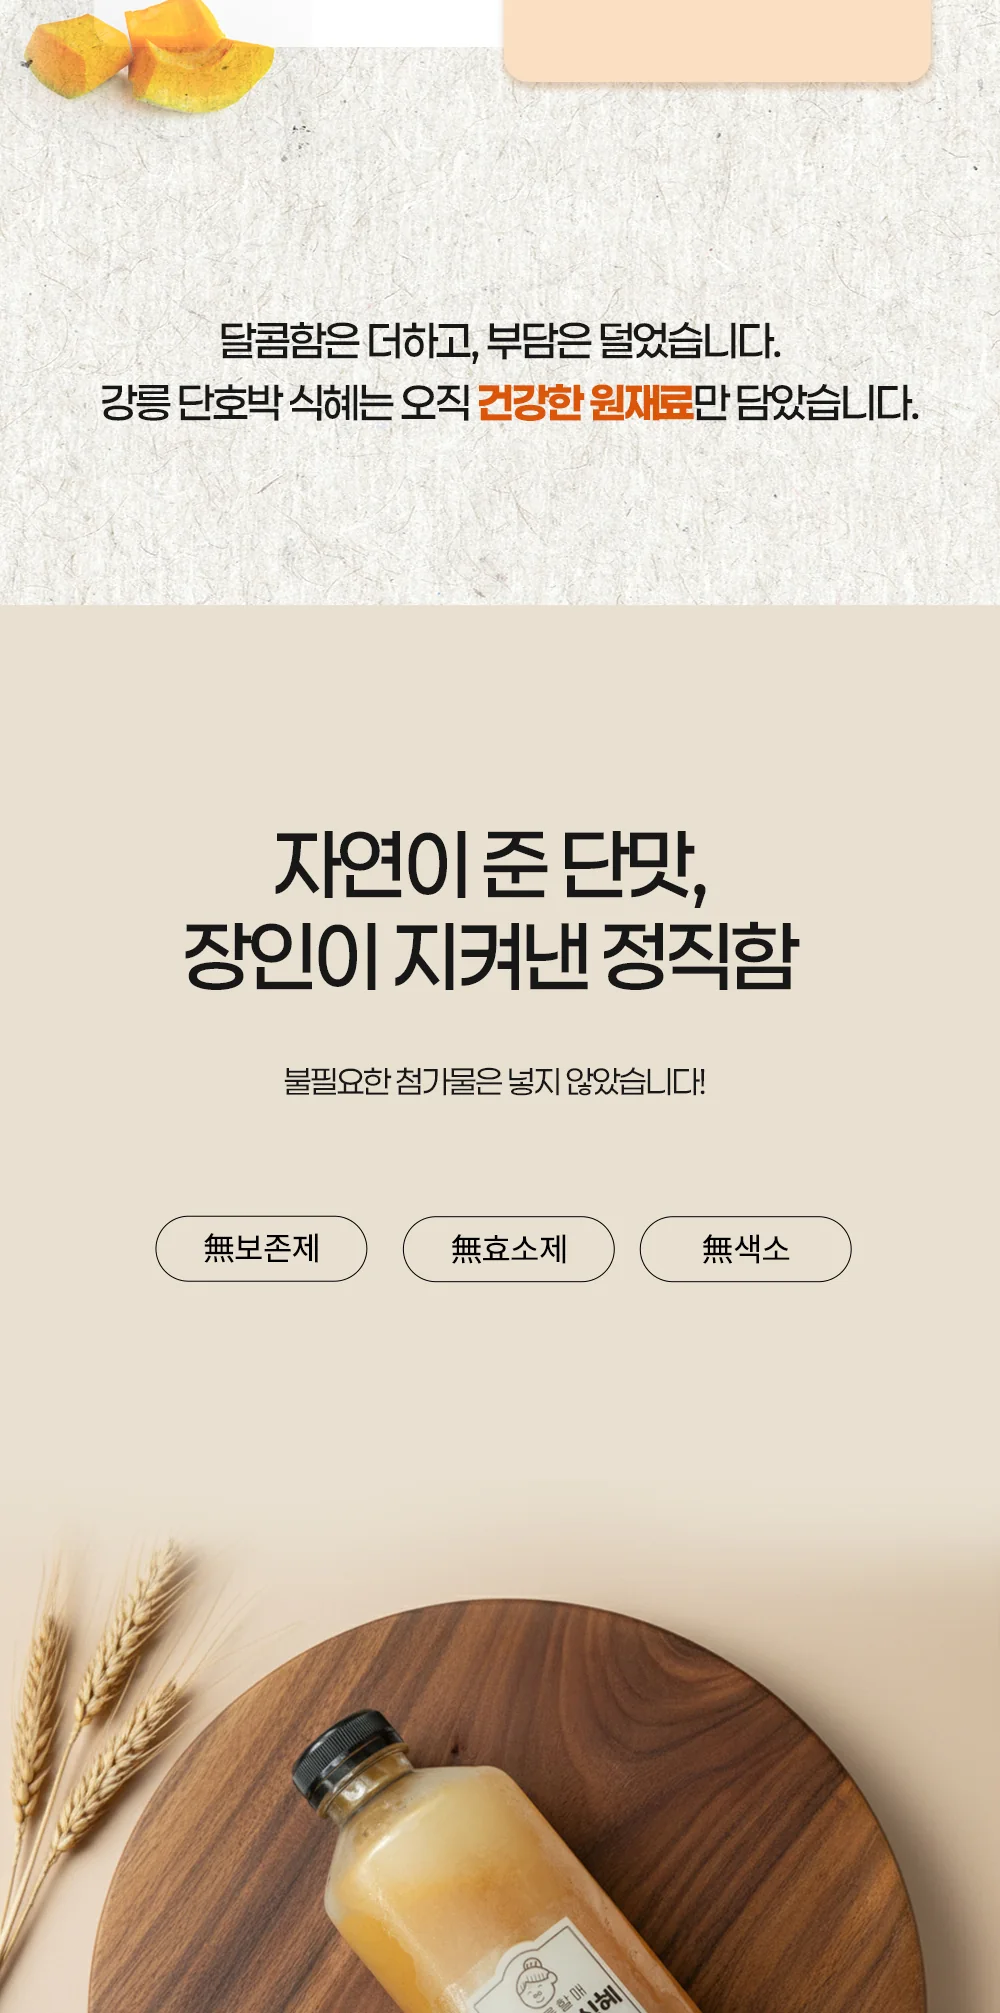 달콤함은 더하고, 부담은 덜었습니다.
강릉 단호박 식혜는 오직 건강한 원재료만 담았습니다.
자연이 준 단맛,
장인이 지켜낸 정직함
불필요한 첨가물은 넣지 않았습니다!
無보존제
無효소제
無색소